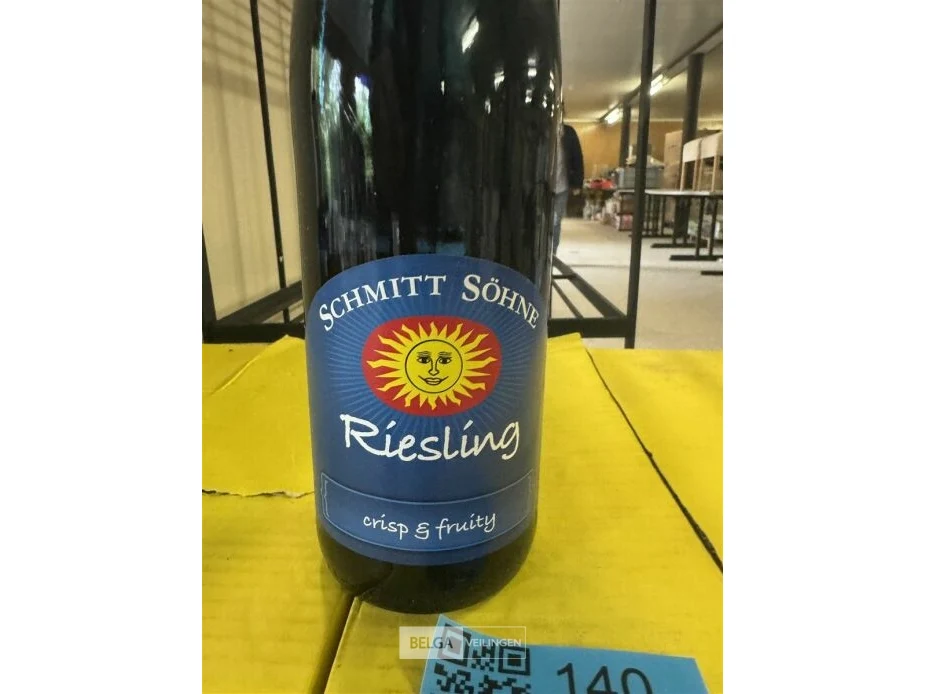 SCHMITT SÖHNE
Riesling
crisp & fruity
BELGA VEILINGEN
140